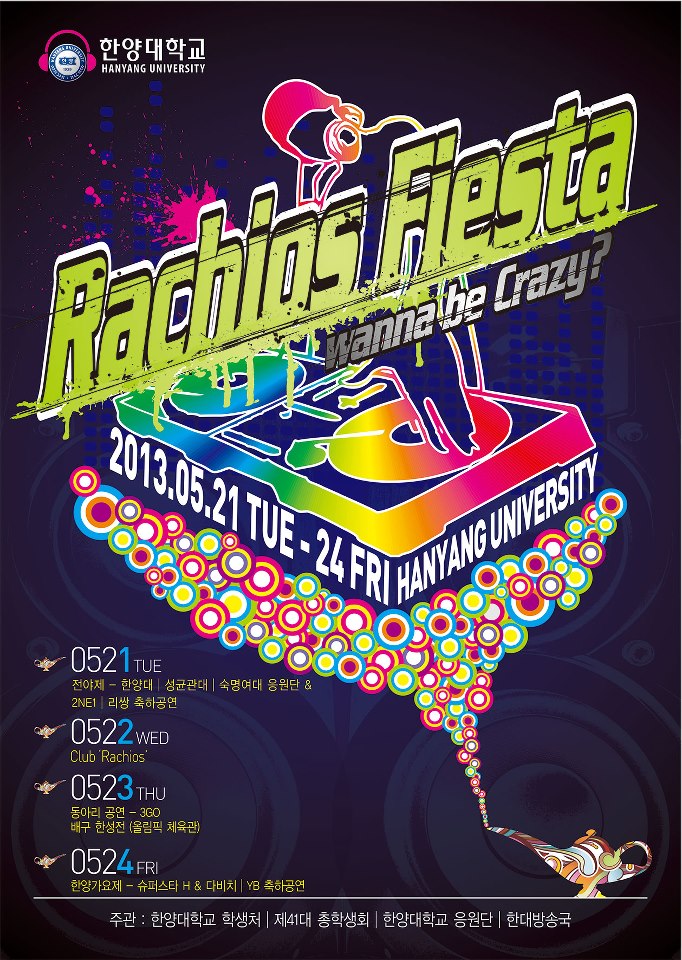 한양대학교
HANYANG UNIVERSITY
Rachios Fiesta
wanna be Crazy?
2013.05.21 TUE - 24 FRI HANYANG UNIVERSITY
0521 TUE
전야제 - 한양대 | 성균관대 | 숙명여대 응원단 &
2NE1 | 리쌍 축하공연
0522 WED
Club 'Rachios'
0523 THU
동아리 공연 - 3GO
배구 한성전 (올림픽 체육관)
0524 FRI
한양가요제 - 슈퍼스타 H & 다비치 | YB 축하공연
주관 : 한양대학교 학생처 | 제41대 총학생회 | 한양대학교 응원단 | 한대방송국